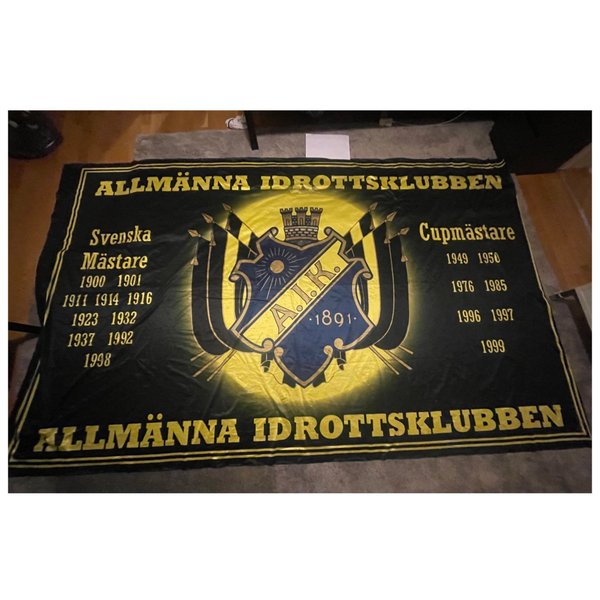 ALLMÄNNA IDROTTSKLUBBEN
Svenska
Mästare
1900 1901
1911 1914 1916
1923 1932
1937 1992
1998
A.I.K.
·1891·
Cupmästare
1949 1950
1976 1985
1996 1997
1999
ALLMÄNNA IDROTTSKLUBBEN